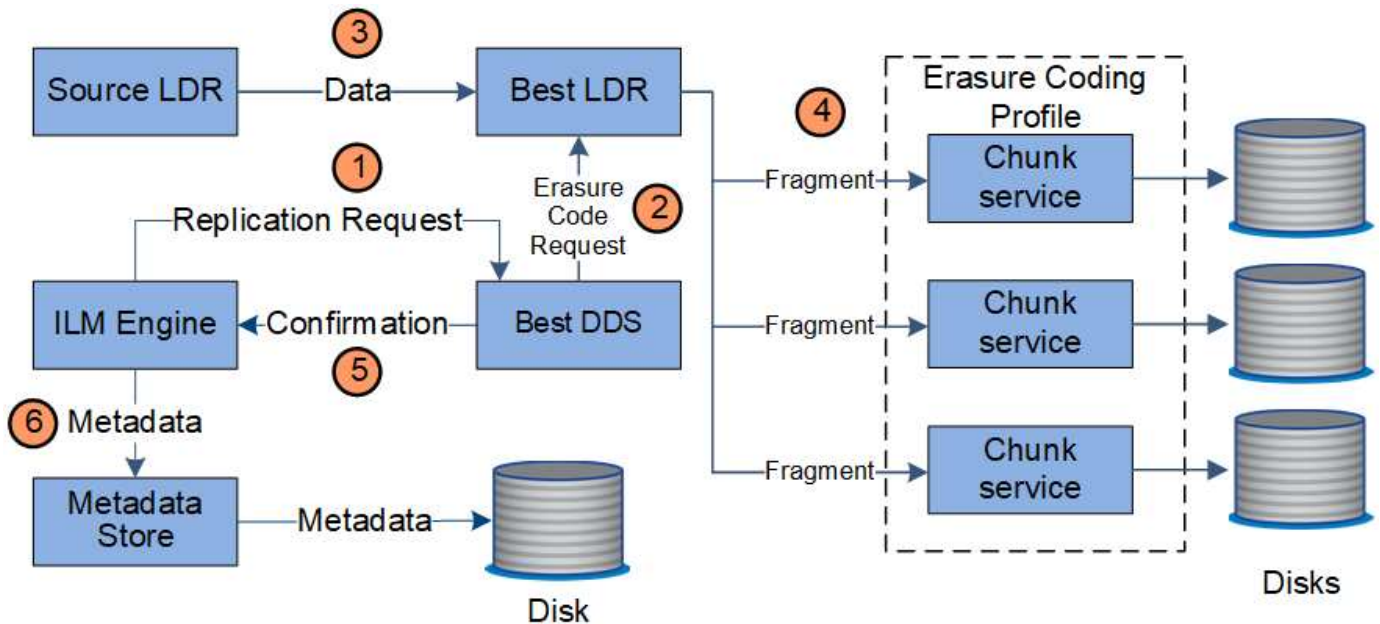 3
Source LDR
Data
Best LDR
1
Replication Request
Erasure
Code
Request
2
ILM Engine
Confirmation
Best DDS
5
6
Metadata
Metadata
Store
Metadata
Disk
4
Erasure Coding
Profile
Fragment
Chunk
service
Fragment
Chunk
service
Fragment
Chunk
service
Disks